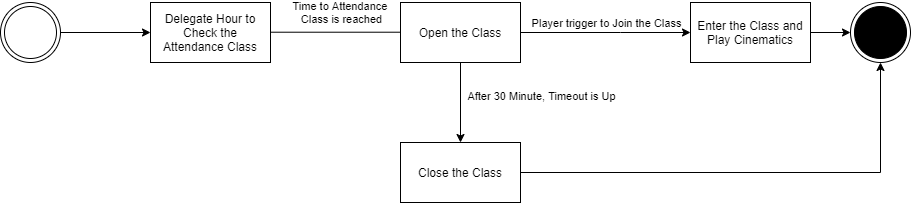 Delegate Hour to
Check the
Attendance Class
Time to Attendance
Class is reached
Open the Class
Player trigger to Join the Class
Enter the Class and
Play Cinematics
After 30 Minute, Timeout is Up
Close the Class